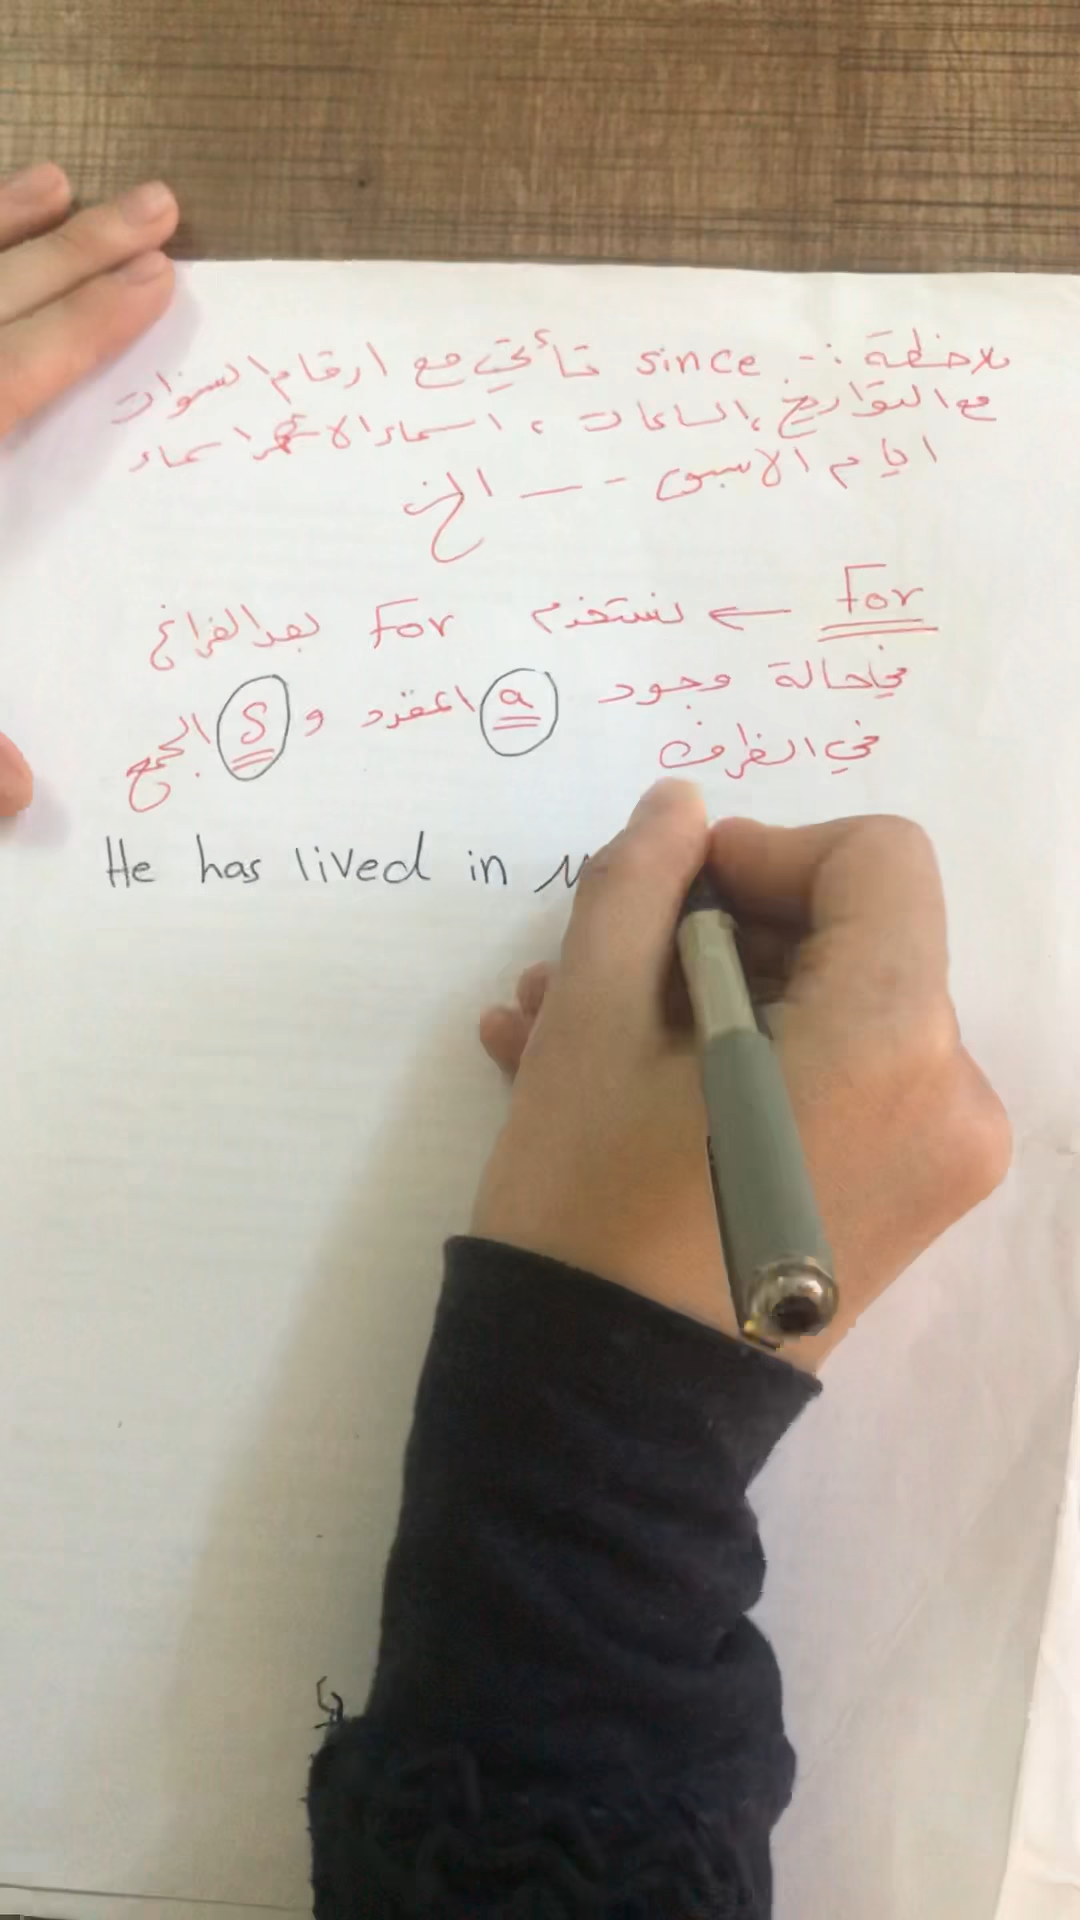 ملاحظة :- since تأتي مع ارقام السنوات
مع التواريخ ، الساعات ، اسماء الاشهر اسماء
ايام الاسبوع - — الخ
For ← نستخدم For بعد الفراغ
في حالة وجود a المفرد و S الجمع
في الظرف
He has lived in